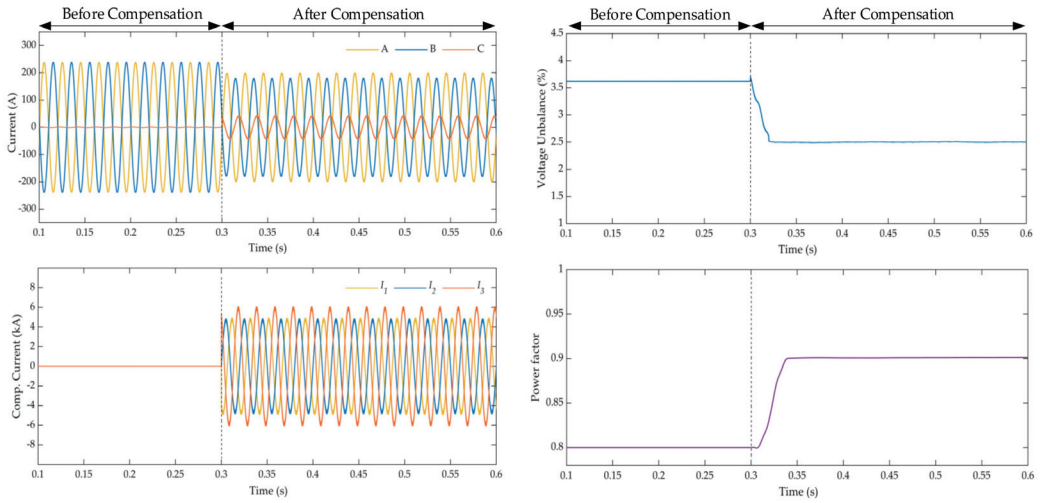 Before Compensation After Compensation
A B C
Current (A)
300
200
100
0
-100
-200
-300
0.1 0.15 0.2 0.25 0.3 0.35 0.4 0.45 0.5 0.55 0.6
Time (s)
I1 I2 I3
Comp. Current (kA)
8
6
4
2
0
-2
-4
-6
-8
0.1 0.15 0.2 0.25 0.3 0.35 0.4 0.45 0.5 0.55 0.6
Time (s)
Before Compensation After Compensation
Voltage Unbalance (%)
4.5
4
3.5
3
2.5
2
1.5
1
0.1 0.15 0.2 0.25 0.3 0.35 0.4 0.45 0.5 0.55 0.6
Time (s)
Power factor
1
0.95
0.9
0.85
0.8
0.1 0.15 0.2 0.25 0.3 0.35 0.4 0.45 0.5 0.55 0.6
Time (s)